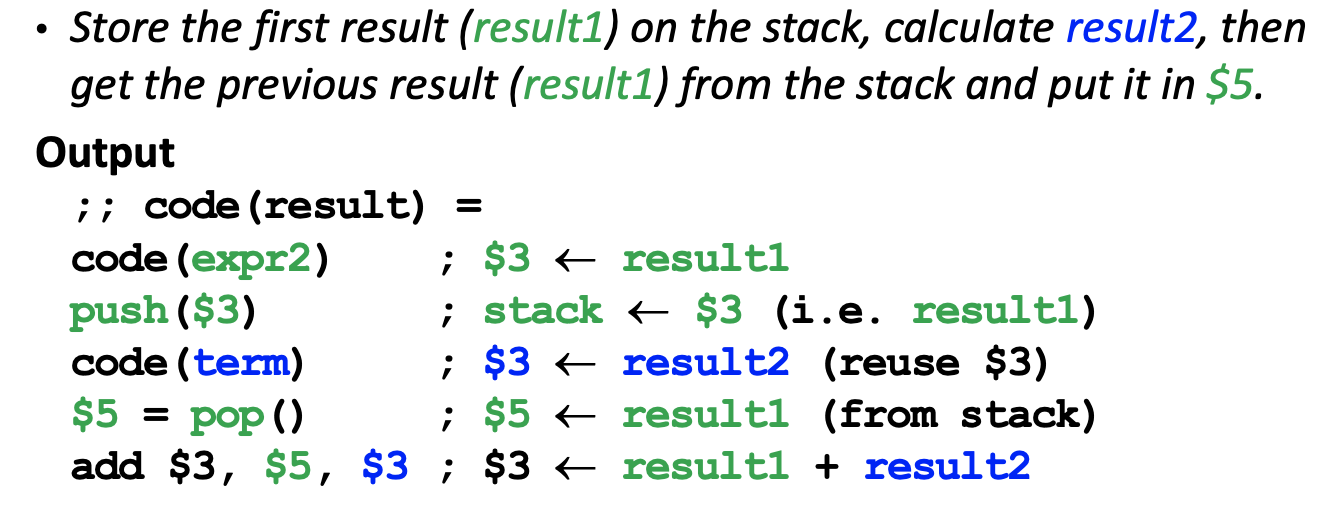 • Store the first result (result1) on the stack, calculate result2, then
get the previous result (result1) from the stack and put it in $5.
Output
;; code(result) =
code(expr2) ; $3 ← result1
push($3) ; stack ← $3 (i.e. result1)
code(term) ; $3 ← result2 (reuse $3)
$5 = pop() ; $5 ← result1 (from stack)
add $3, $5, $3 ; $3 ← result1 + result2